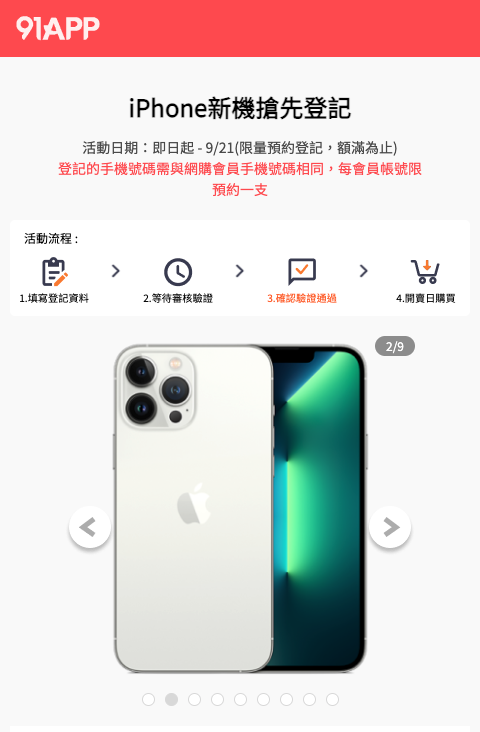 91APP
iPhone新機搶先登記
活動日期：即日起 - 9/21(限量預約登記，額滿為止)
登記的手機號碼需與網購會員手機號碼相同，每會員帳號限
預約一支
活動流程 :
1.填寫登記資料
2.等待審核驗證
3.確認驗證通過
4.開賣日購買
2/9